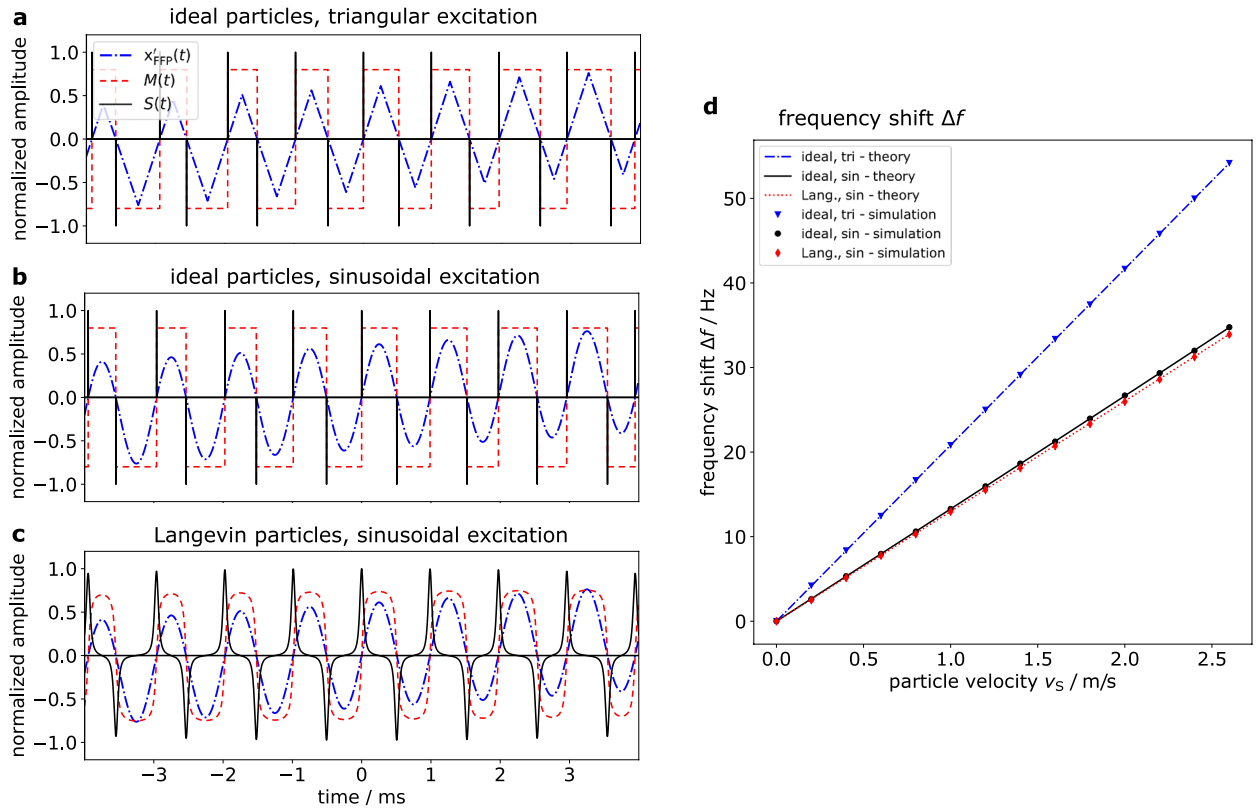 a
ideal particles, triangular excitation
normalized amplitude
1.0
0.5
0.0
−0.5
−1.0
x′FFP(t)
M(t)
S(t)
b
ideal particles, sinusoidal excitation
normalized amplitude
1.0
0.5
0.0
−0.5
−1.0
c
Langevin particles, sinusoidal excitation
normalized amplitude
1.0
0.5
0.0
−0.5
−1.0
−3 −2 −1 0 1 2 3
time / ms
d
frequency shift Δf
ideal, tri - theory
ideal, sin - theory
Lang., sin - theory
ideal, tri - simulation
ideal, sin - simulation
Lang., sin - simulation
frequency shift Δf / Hz
50
40
30
20
10
0
0.0 0.5 1.0 1.5 2.0 2.5
particle velocity vS / m/s